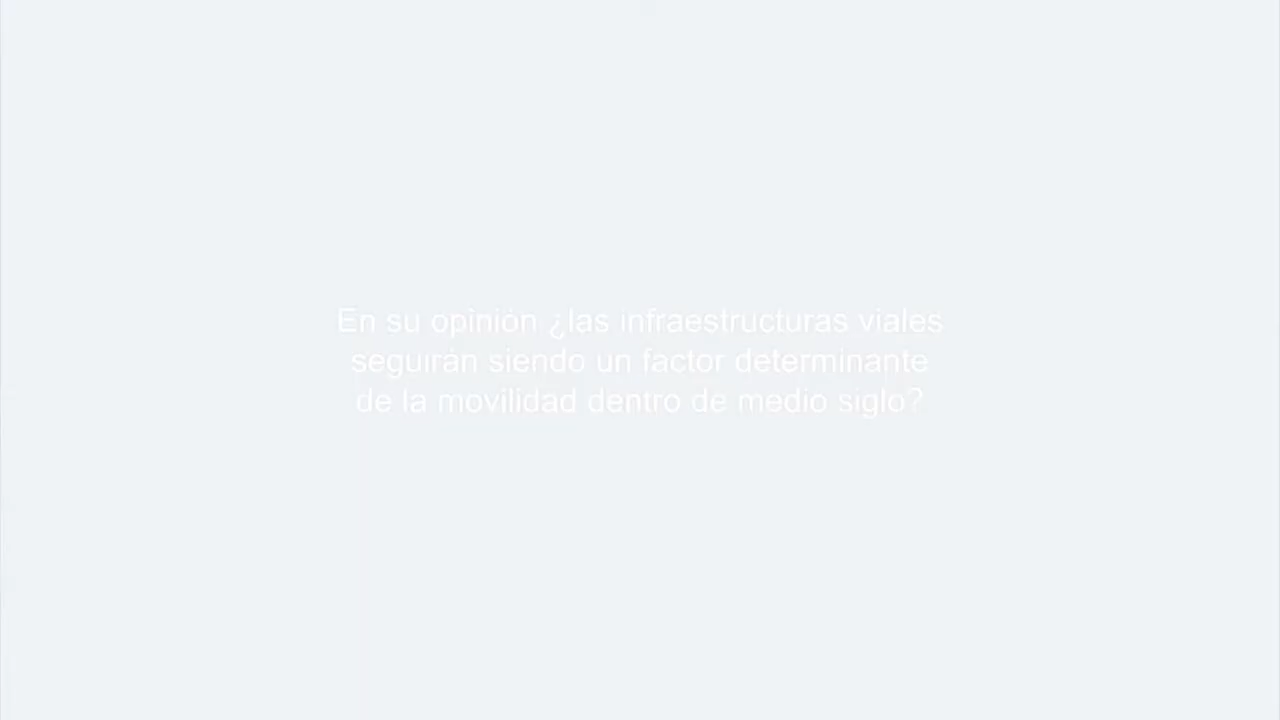 En su opinión ¿las infraestructuras viales
seguirán siendo un factor determinante
de la movilidad dentro de medio siglo?